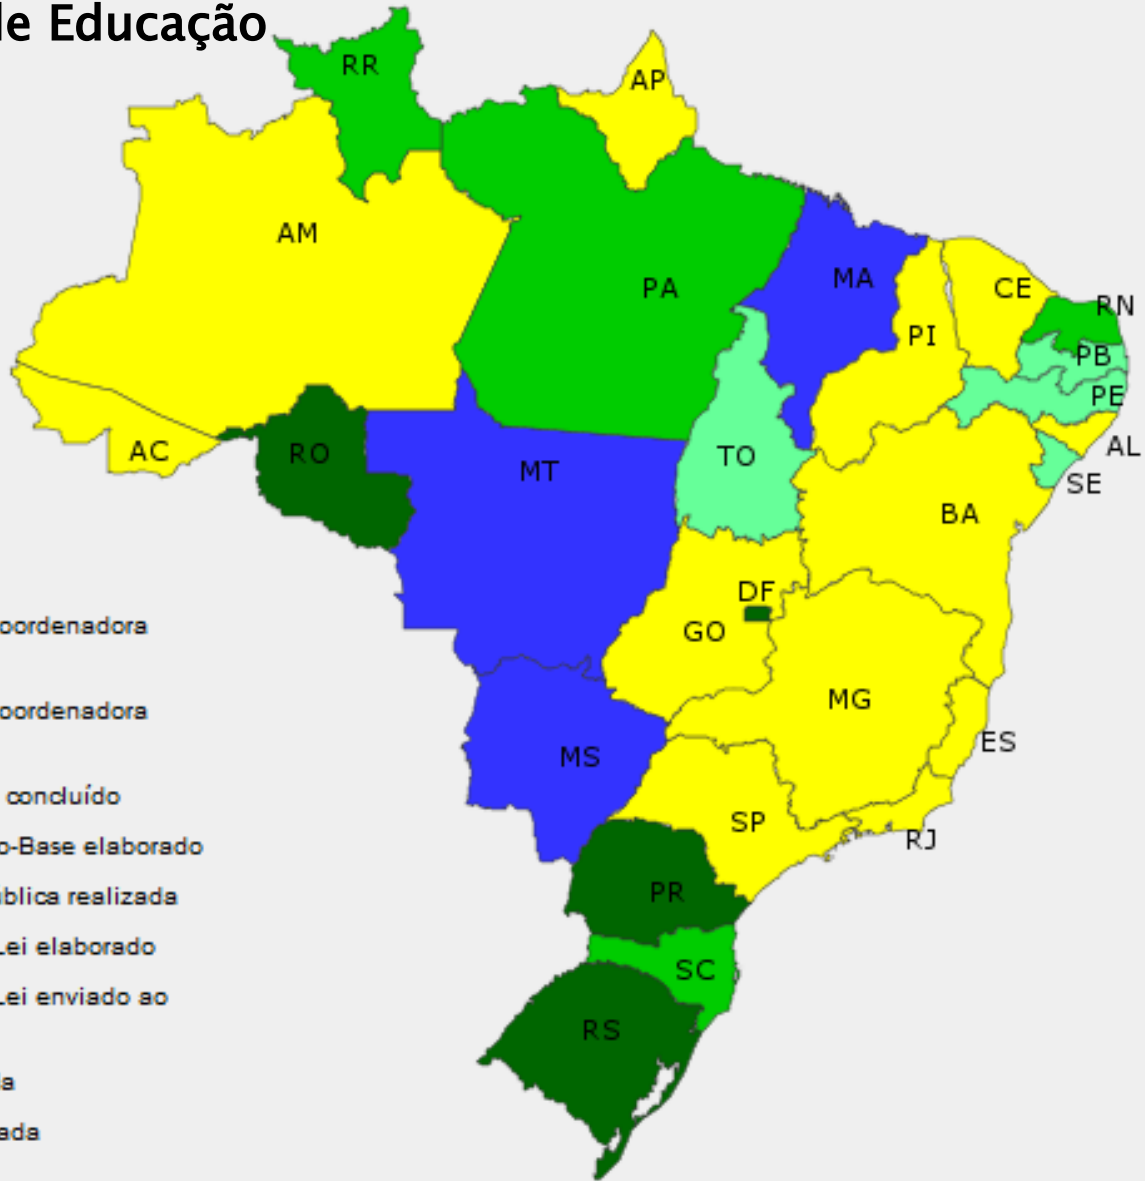 de Educação
RR
AP
AM
PA
MA
CE
RN
PI
PB
PE
AC
RO
MT
TO
AL
SE
BA
DF
GO
oordenadora
MG
oordenadora
ES
MS
concluído
SP
RJ
o-Base elaborado
blica realizada
PR
Lei elaborado
SC
Lei enviado ao
RS
a
ada